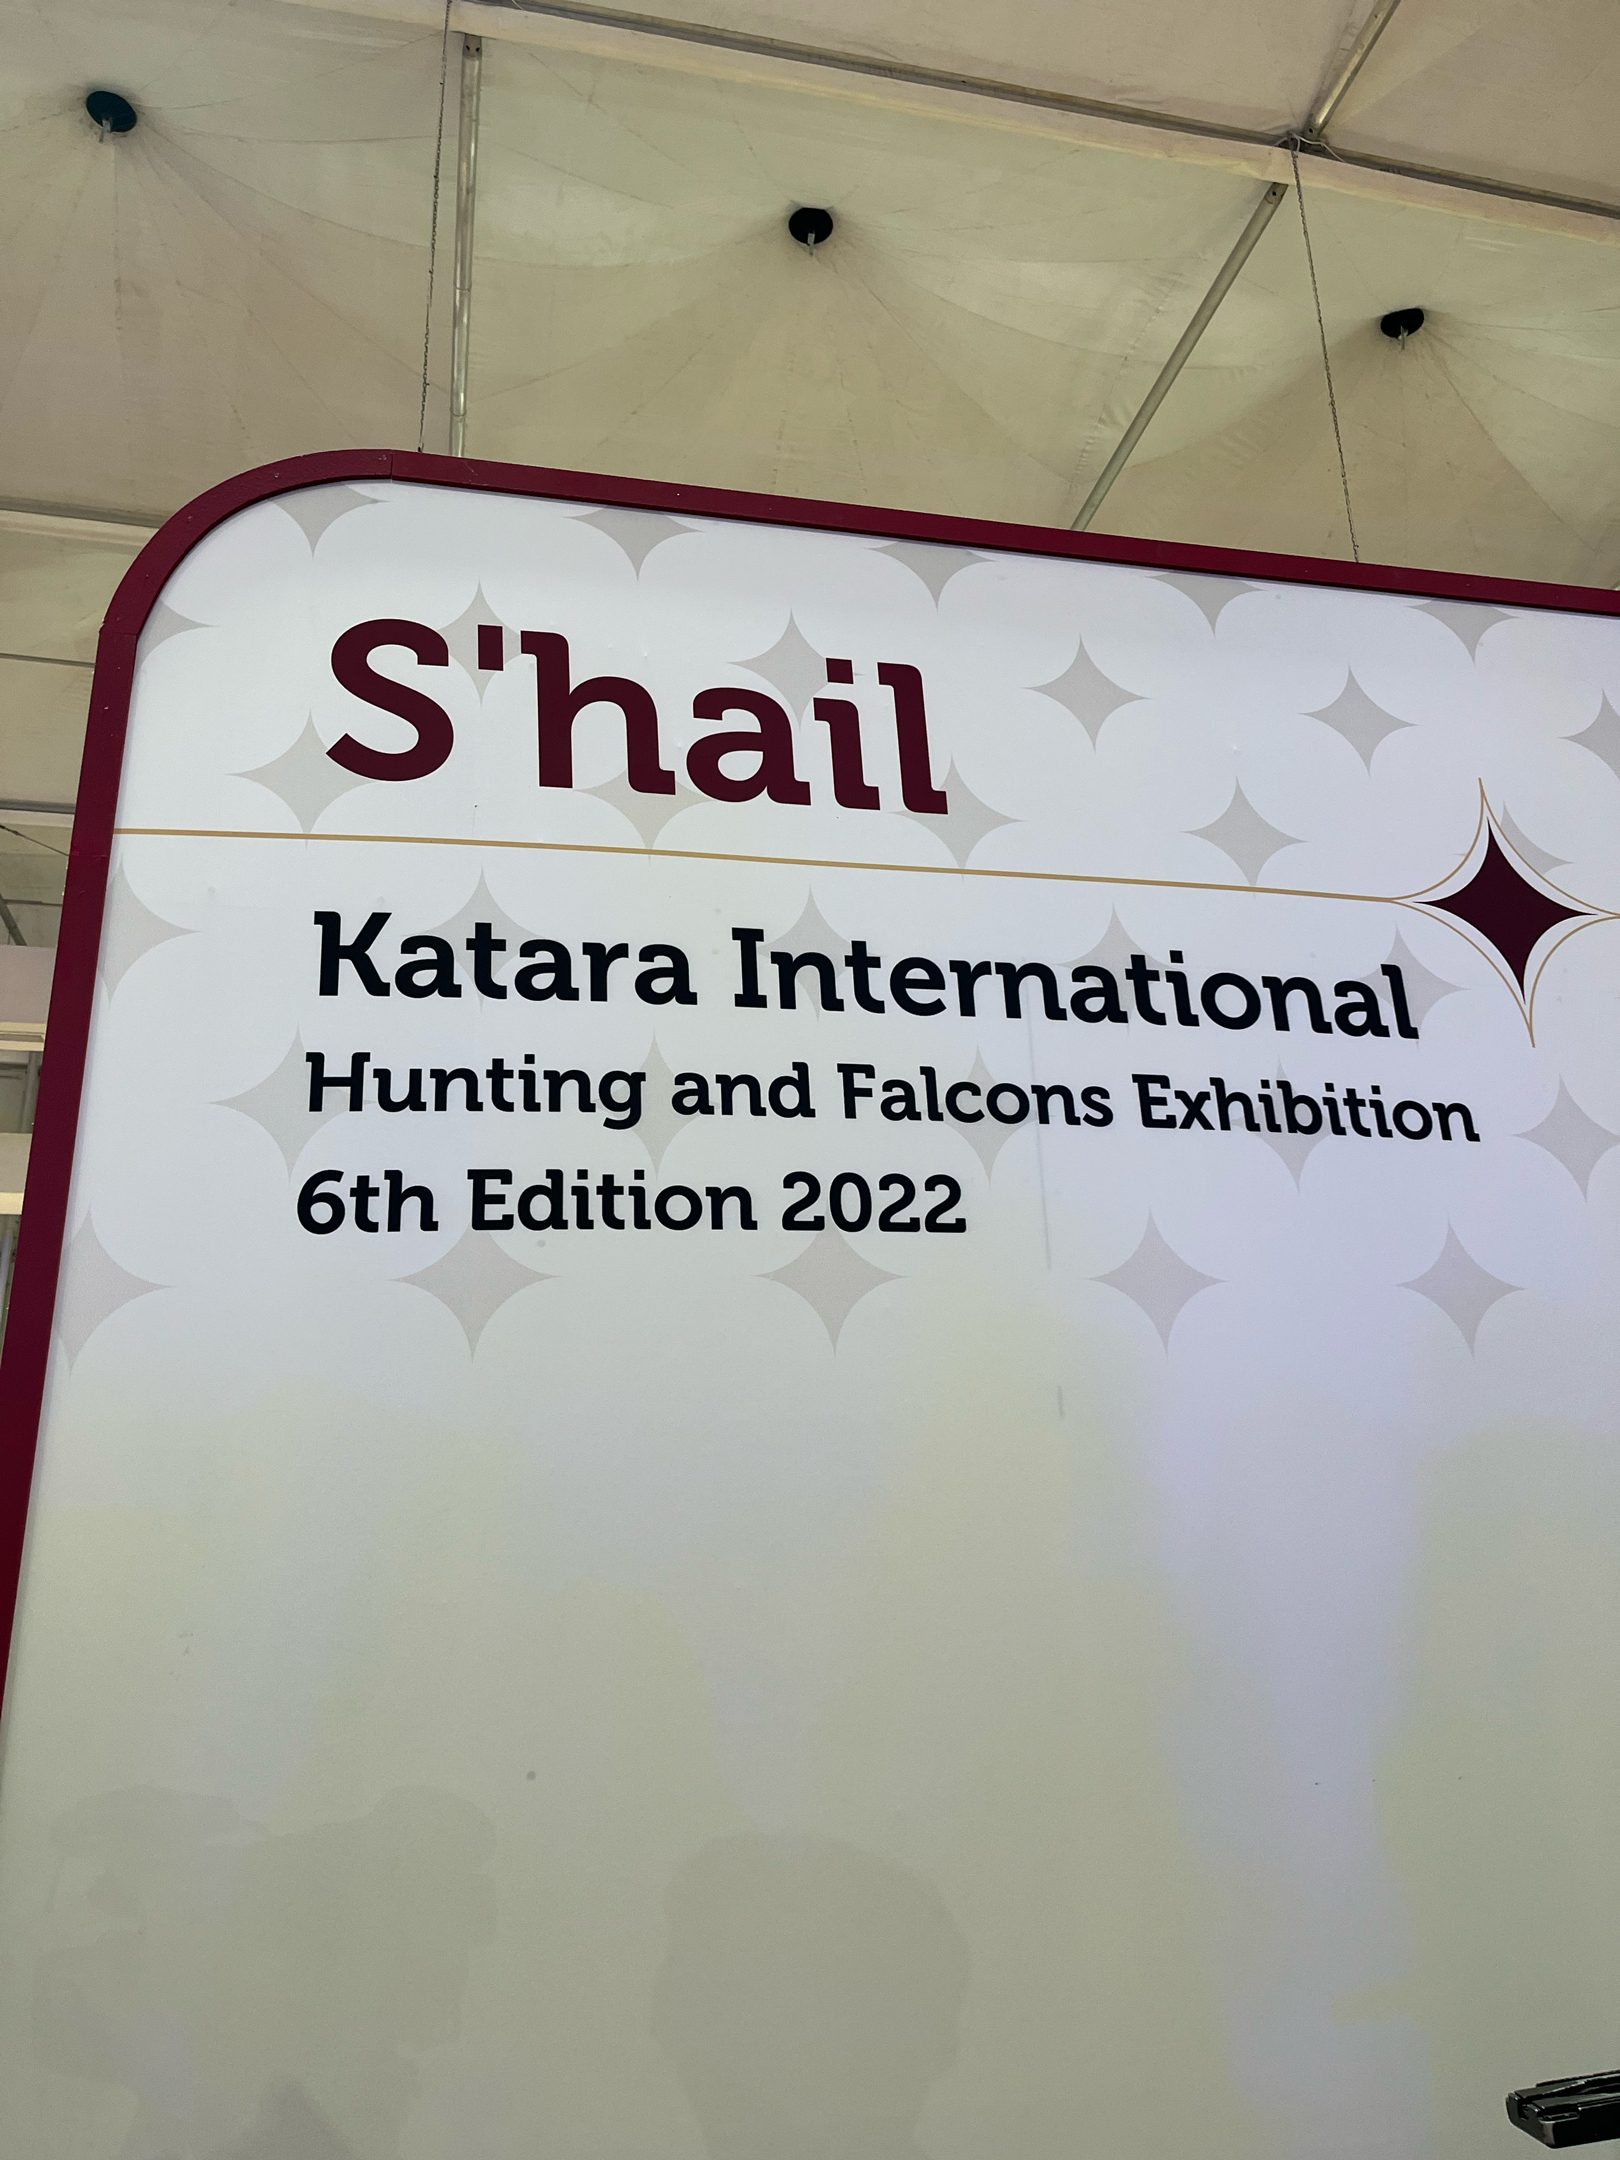 S'hail
Katara International
Hunting and Falcons Exhibition
6th Edition 2022